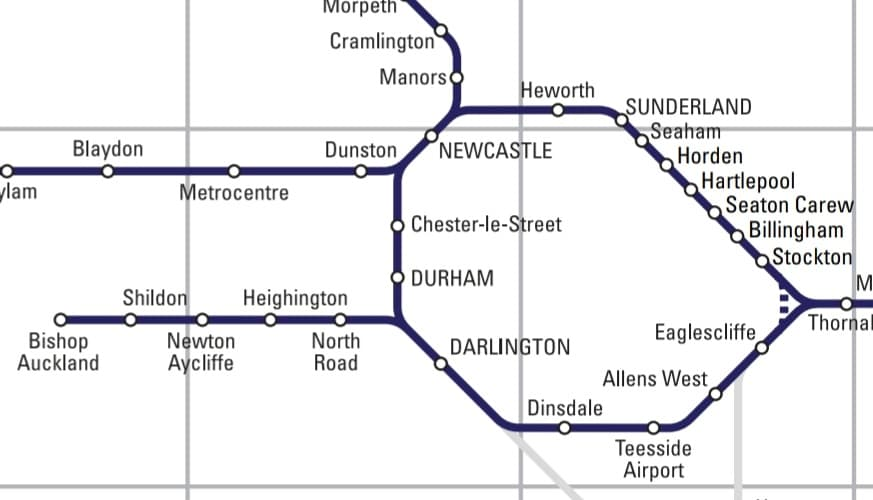 Morpeth
Cramlington
Manors
Heworth
SUNDERLAND
Seaham
Blaydon
Dunston
NEWCASTLE
Horden
Metrocentre
Hartlepool
Seaton Carew
Chester-le-Street
Billingham
Stockton
DURHAM
Shildon
Heighington
Bishop
Auckland
Newton
Aycliffe
North
Road
DARLINGTON
Eaglescliffe
Allens West
Dinsdale
Teesside
Airport